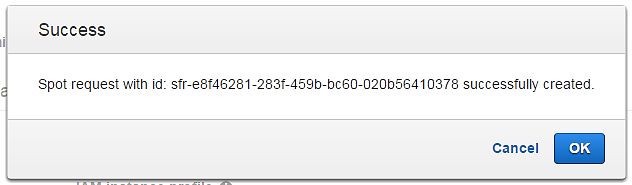 Success
Spot request with id: sfr-e8f46281-283f-459b-bc60-020b56410378 successfully created.
Cancel
OK